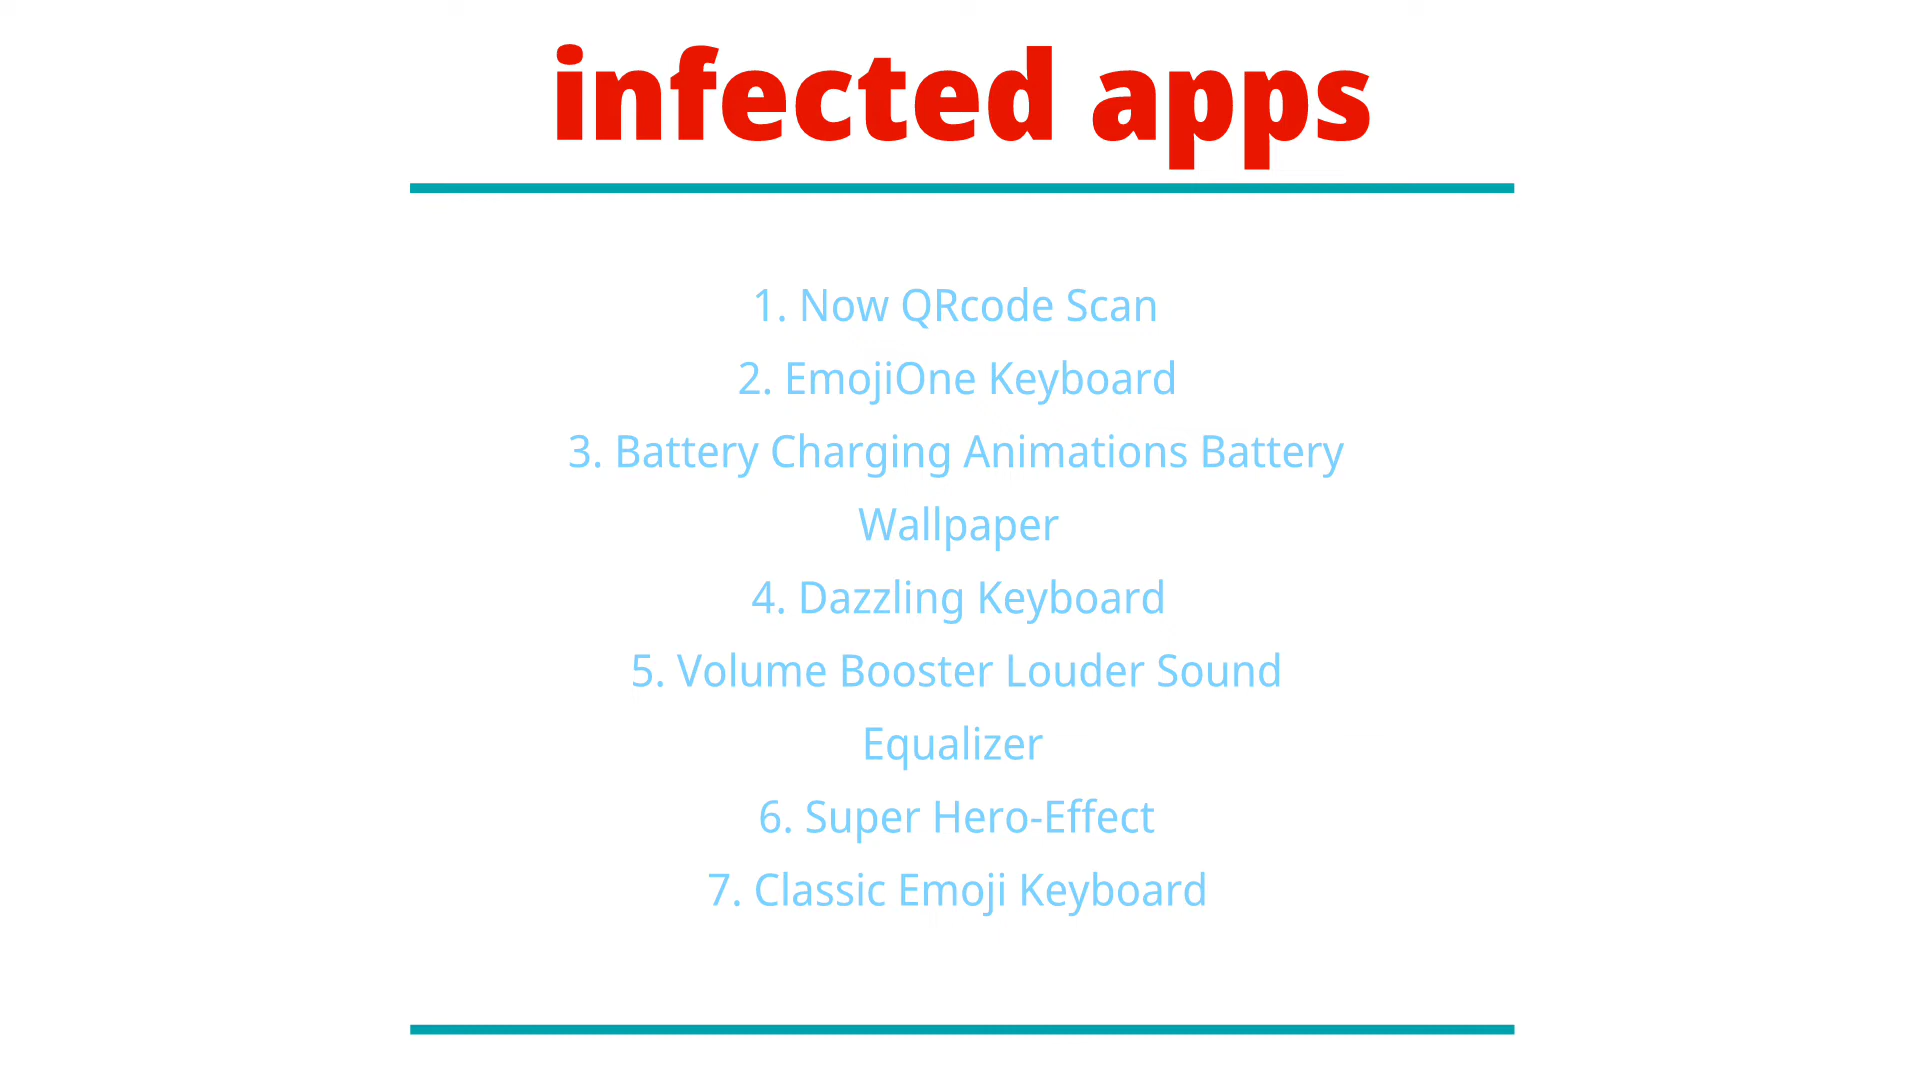 infected apps
1. Now QRcode Scan
2. EmojiOne Keyboard
3. Battery Charging Animations Battery
Wallpaper
4. Dazzling Keyboard
5. Volume Booster Louder Sound
Equalizer
6. Super Hero-Effect
7. Classic Emoji Keyboard